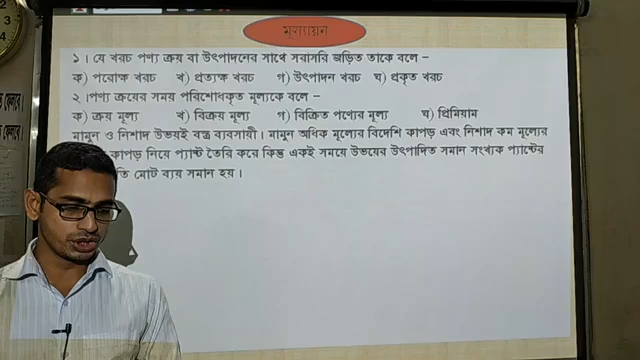 মূল্যায়ন
১। যে খরচ পণ্য ক্রয় বা উৎপাদনের সাথে সরাসরি জড়িত তাকে বলে –
ক) পরোক্ষ খরচ খ) প্রত্যক্ষ খরচ গ) উৎপাদন খরচ ঘ) প্রকৃত খরচ
২।পণ্য ক্রয়ের সময় পরিশোধকৃত মূল্যকে বলে –
ক) ক্রয় মূল্য খ) বিক্রয় মূল্য গ) বিক্রিত পণ্যের মূল্য ঘ) প্রিমিয়াম
মামুন ও নিশাদ উভয়ই বস্ত্র ব্যবসায়ী। মামুন অধিক মূল্যের বিদেশি কাপড় এবং নিশাদ কম মূল্যের
কাপড় নিয়ে প্যান্ট তৈরি করে কিন্তু একই সময়ে উভয়ের উৎপাদিত সমান সংখ্যক প্যান্টের
মোট ব্যয় সমান হয়।